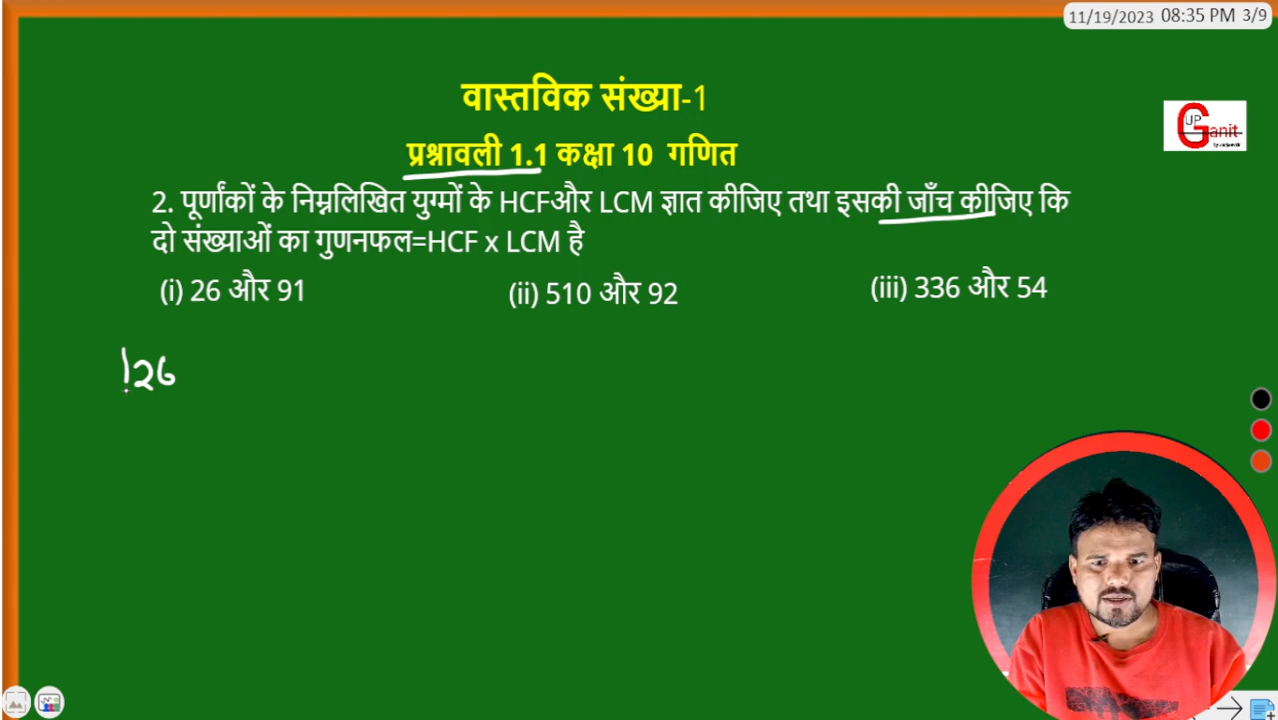 11/19/2023 08:35 PM 3/9
वास्तविक संख्या-1
UP Ganit
प्रश्नावली 1.1 कक्षा 10 गणित
2. पूर्णांकों के निम्नलिखित युग्मों के HCFऔर LCM ज्ञात कीजिए तथा इसकी जाँच कीजिए कि
दो संख्याओं का गुणनफल=HCF x LCM है
(i) 26 और 91 (ii) 510 और 92 (iii) 336 और 54
26